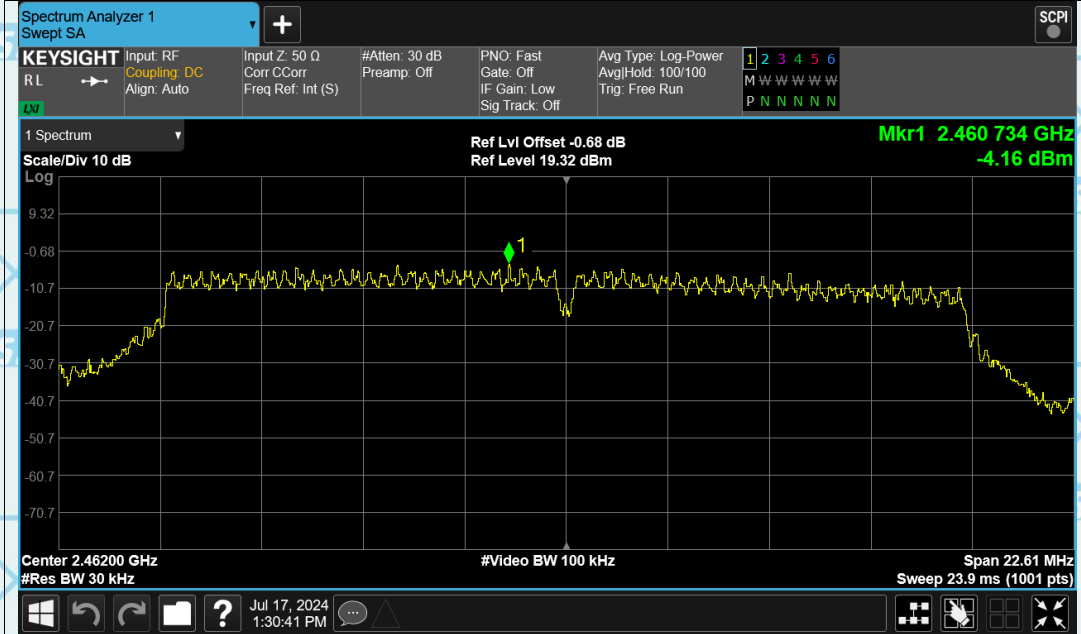 Spectrum Analyzer 1
Swept SA
+
SCPI
KEYSIGHT
R L
LXI
Input: RF
Coupling: DC
Align: Auto
Input Z: 50 Ω
Corr CCorr
Freq Ref: Int (S)
#Atten: 30 dB
Preamp: Off
PNO: Fast
Gate: Off
IF Gain: Low
Sig Track: Off
Avg Type: Log-Power
Avg|Hold: 100/100
Trig: Free Run
1 2 3 4 5 6
M W W W W W
P N N N N N
1 Spectrum
Scale/Div 10 dB
Log
Ref Lvl Offset -0.68 dB
Ref Level 19.32 dBm
Mkr1 2.460 734 GHz
-4.16 dBm
1
9.32
-0.68
-10.7
-20.7
-30.7
-40.7
-50.7
-60.7
-70.7
Center 2.46200 GHz
#Res BW 30 kHz
#Video BW 100 kHz
Span 22.61 MHz
Sweep 23.9 ms (1001 pts)
?
Jul 17, 2024
1:30:41 PM